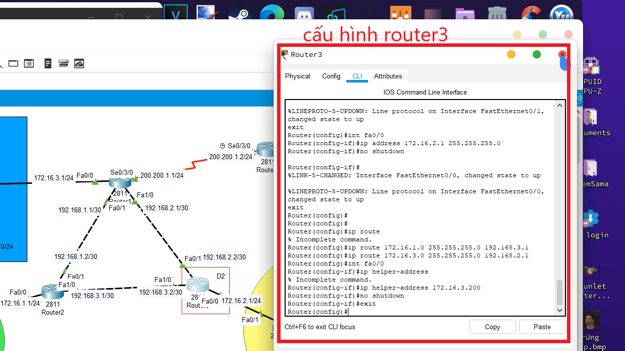 cấu hình router3
Router3
Physical Config CLI Attributes
IOS Command Line Interface
%LINEPROTO-5-UPDOWN: Line protocol on Interface FastEthernet0/1,
changed state to up
exit
Router(config)#int fa0/0
Router(config-if)#ip address 172.16.2.1 255.255.255.0
Router(config-if)#no shutdown
Router(config-if)#
%LINK-5-CHANGED: Interface FastEthernet0/0, changed state to up
%LINEPROTO-5-UPDOWN: Line protocol on Interface FastEthernet0/0,
changed state to up
exit
Router(config)#
Router(config)#
Router(config)#ip route
% Incomplete command.
Router(config)#ip route 172.16.1.0 255.255.255.0 192.168.3.1
Router(config)#ip route 172.16.3.0 255.255.255.0 192.168.2.1
Router(config)#int fa0/0
Router(config-if)#ip helper-address
% Incomplete command.
Router(config-if)#ip helper-address 172.16.3.200
Router(config-if)#no shutdown
Router(config-if)#exit
Router(config)#
Ctrl+F6 to exit CLI focus
Copy Paste
Se0/3/0
200.200.1.2/24
2811
Se0/3/0
200.200.1.1/24
172.16.3.1/24 Fa0/0
2811
Fa1/0
Fa0/1
192.168.1.1/30
192.168.2.1/30
192.168.1.2/30
Fa0/1
192.168.2.2/30
Fa0/1
Fa1/0
Fa1/0
D2
192.168.3.1/30
192.168.3.2/30
Fa0/0
172.16.1.1/24
2811
Router2
Fa0/0
172.16.2.1/24
Fa0/1
0/24
PUID
PU-Z
uments
emSama
login
unlet
ter...
rừng
p.bmp